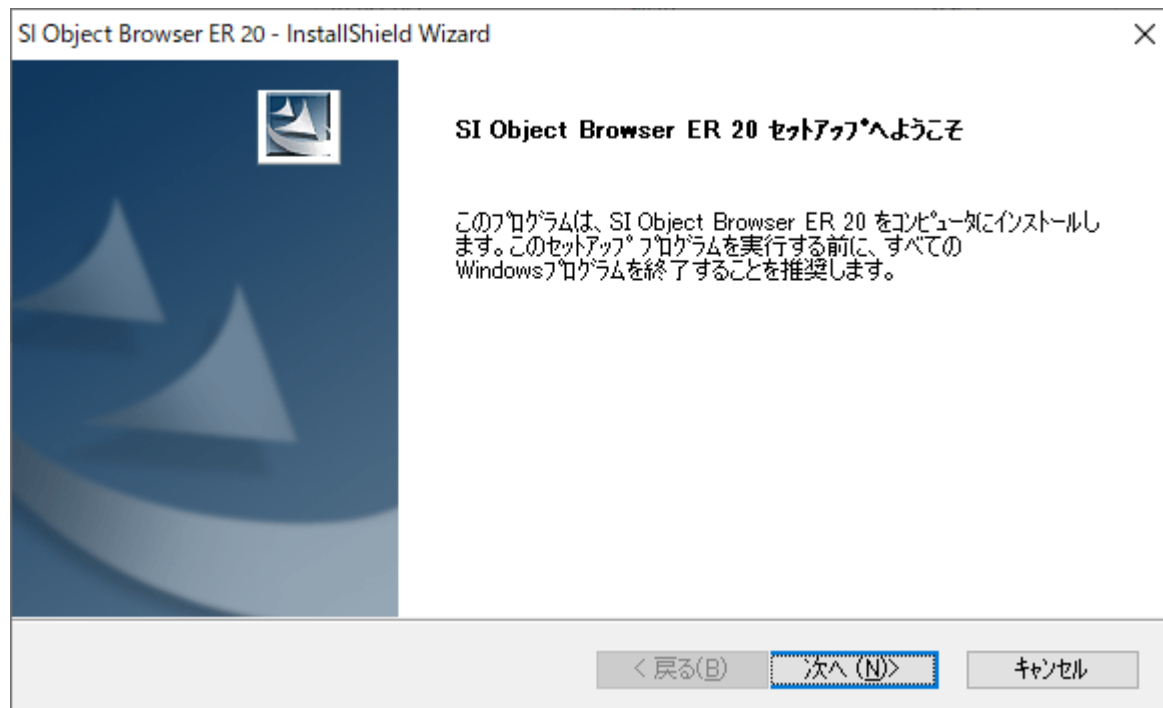 SI Object Browser ER 20 - InstallShield Wizard
SI Object Browser ER 20 ｾｯﾄｱｯﾌﾟへようこそ
このﾌﾟﾛｸﾞﾗﾑは、SI Object Browser ER 20 をｺﾝﾋﾟｭｰﾀにインストールし
ます。このｾｯﾄｱｯﾌﾟ ﾌﾟﾛｸﾞﾗﾑを実行する前に、すべての
Windowsﾌﾟﾛｸﾞﾗﾑを終了することを推奨します。
< 戻る(B)
次へ (N)>
ｷｬﾝｾﾙ